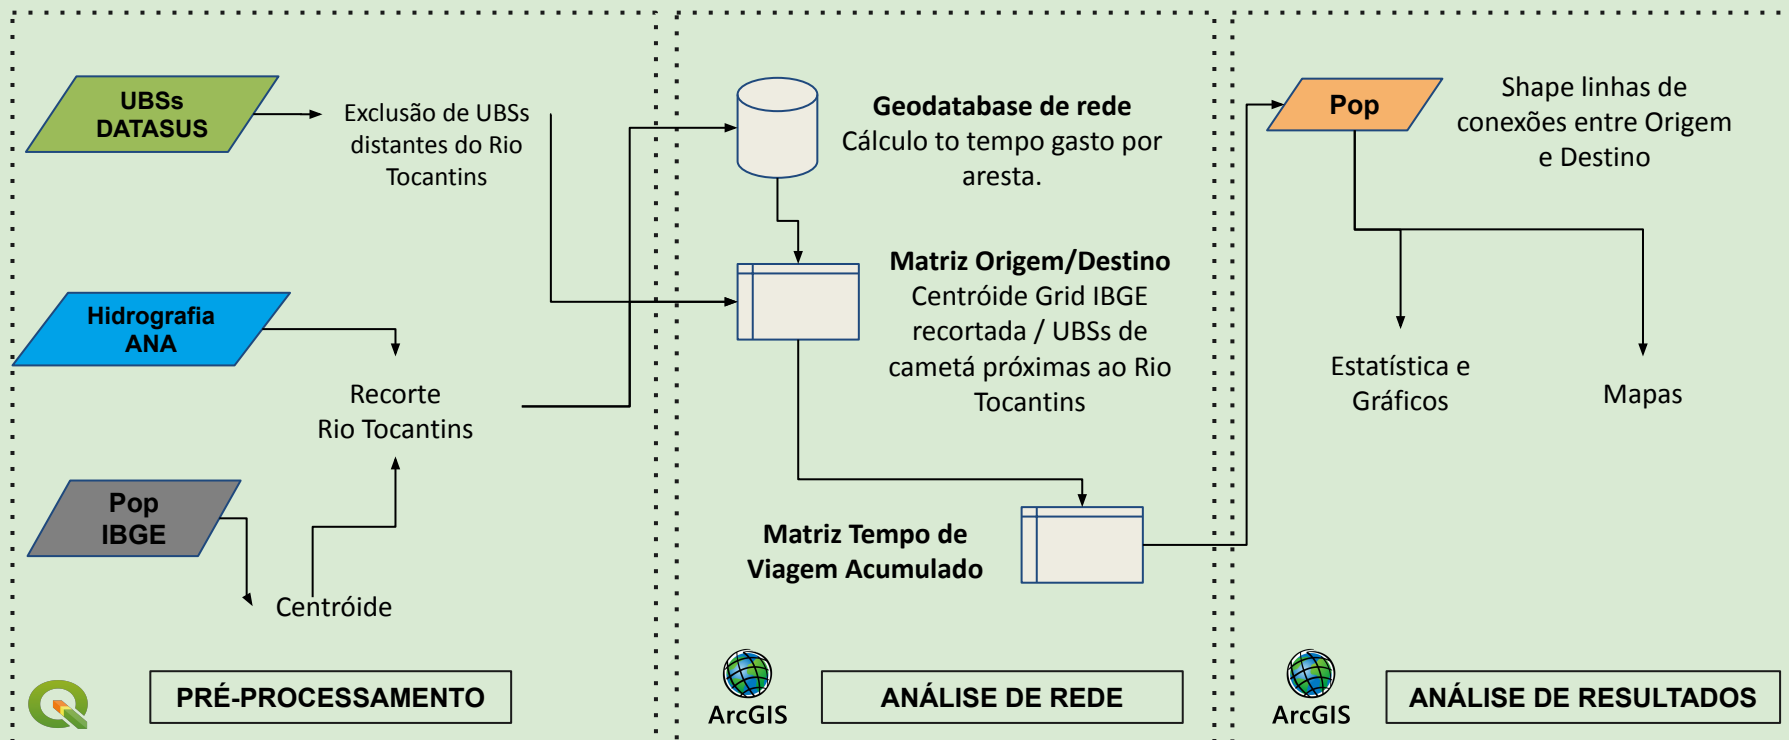 UBSs
DATASUS
Exclusão de UBSs
distantes do Rio
Tocantins
Hidrografia
ANA
Recorte
Rio Tocantins
Pop
IBGE
Centróide
PRÉ-PROCESSAMENTO
Geodatabase de rede
Cálculo to tempo gasto por
aresta.
Matriz Origem/Destino
Centróide Grid IBGE
recortada / UBSs de
cametá próximas ao Rio
Tocantins
Matriz Tempo de
Viagem Acumulado
ArcGIS
ANÁLISE DE REDE
Pop
Shape linhas de
conexões entre Origem
e Destino
Estatística e
Gráficos
Mapas
ArcGIS
ANÁLISE DE RESULTADOS